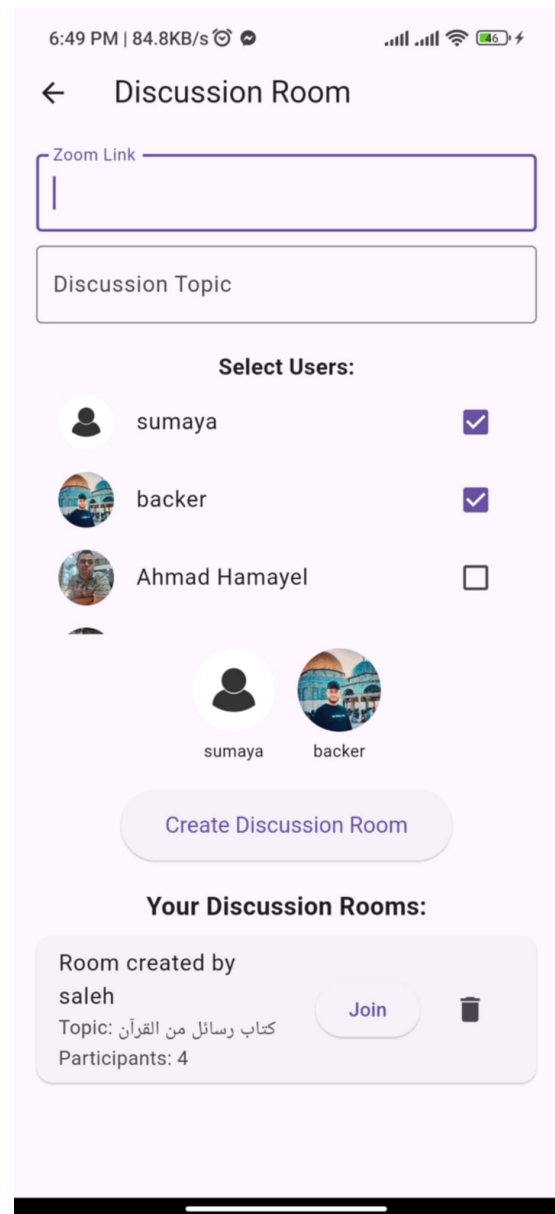 6:49 PM | 84.8KB/s
46
Discussion Room
Zoom Link
Discussion Topic
Select Users:
sumaya
backer
Ahmad Hamayel
sumaya backer
Create Discussion Room
Your Discussion Rooms:
Room created by
saleh
Topic: كتاب رسائل من القرآن
Participants: 4
Join